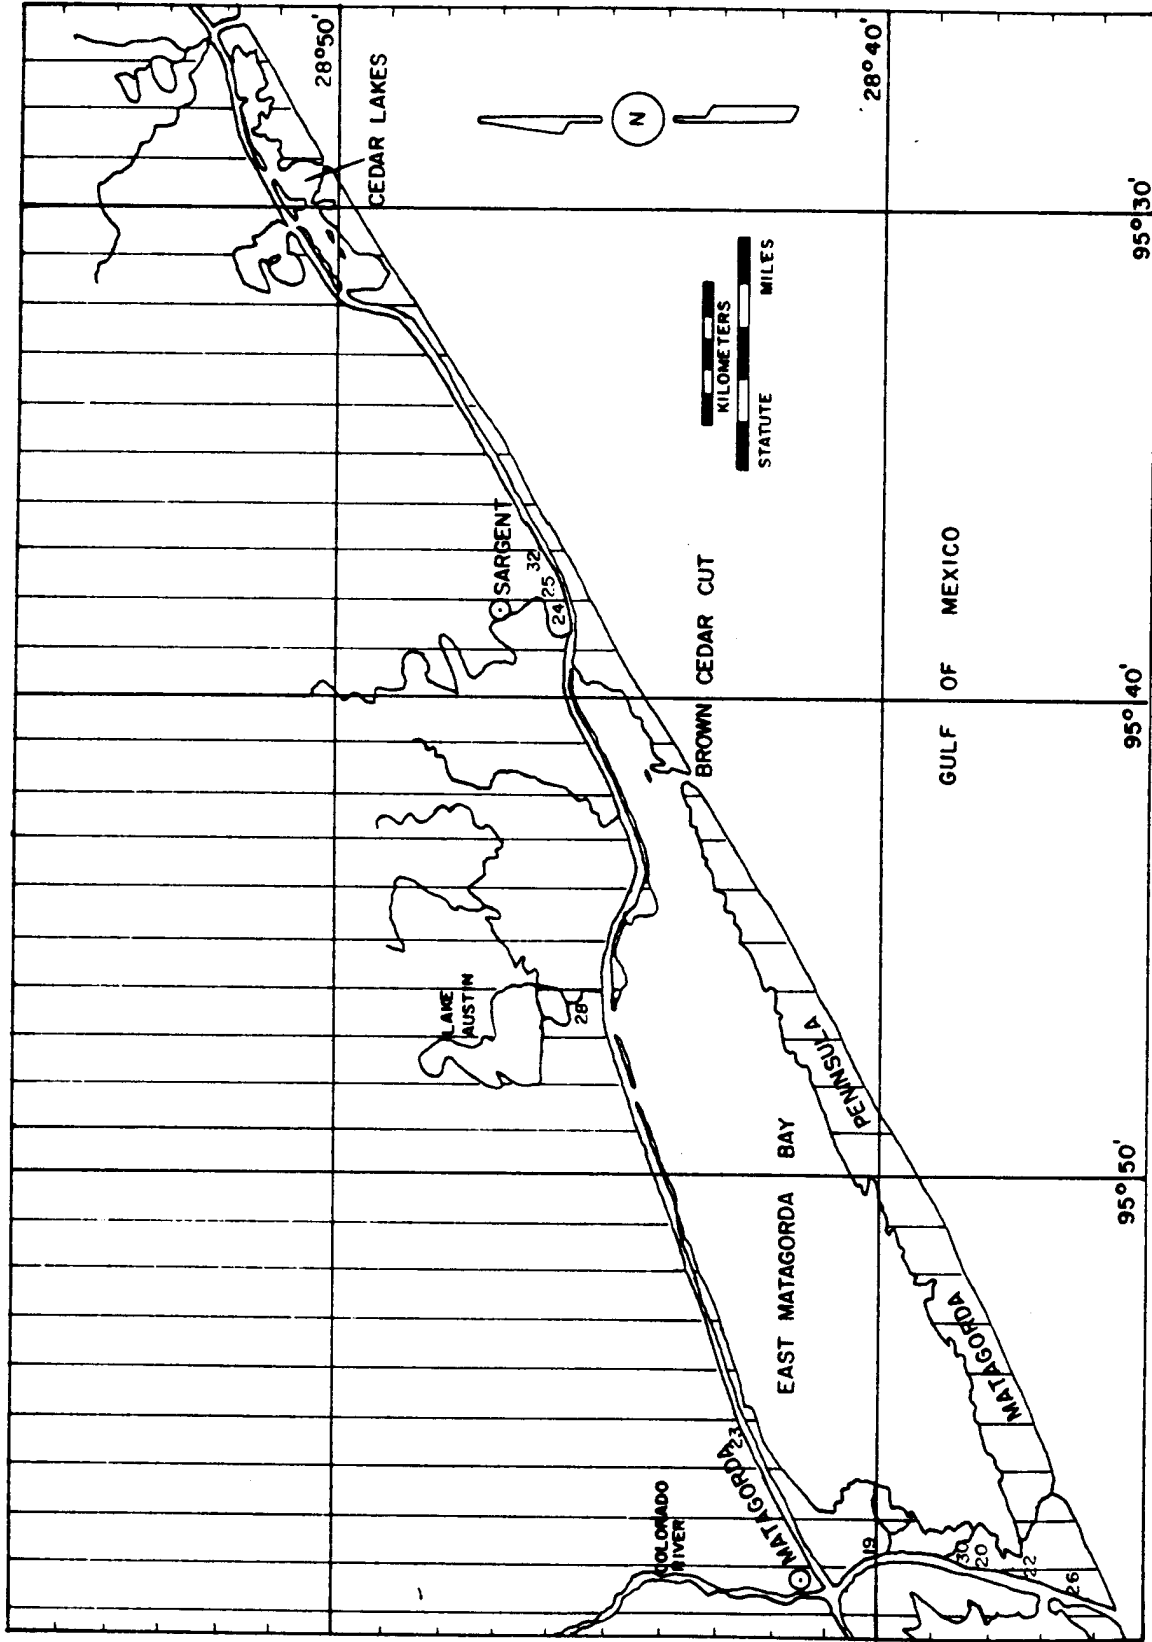 28°50'
CEDAR LAKES
28°40'
N
95°30'
KILOMETERS
STATUTE MILES
SARGENT
32
25
24
BROWN CEDAR CUT
GULF OF MEXICO
95°40'
LAKE
AUSTIN
28
MATAGORDA PENINSULA
EAST MATAGORDA BAY
95°50'
MATAGORDA
23
COLORADO
RIVER
MATAGORDA
19
30
20
22
26